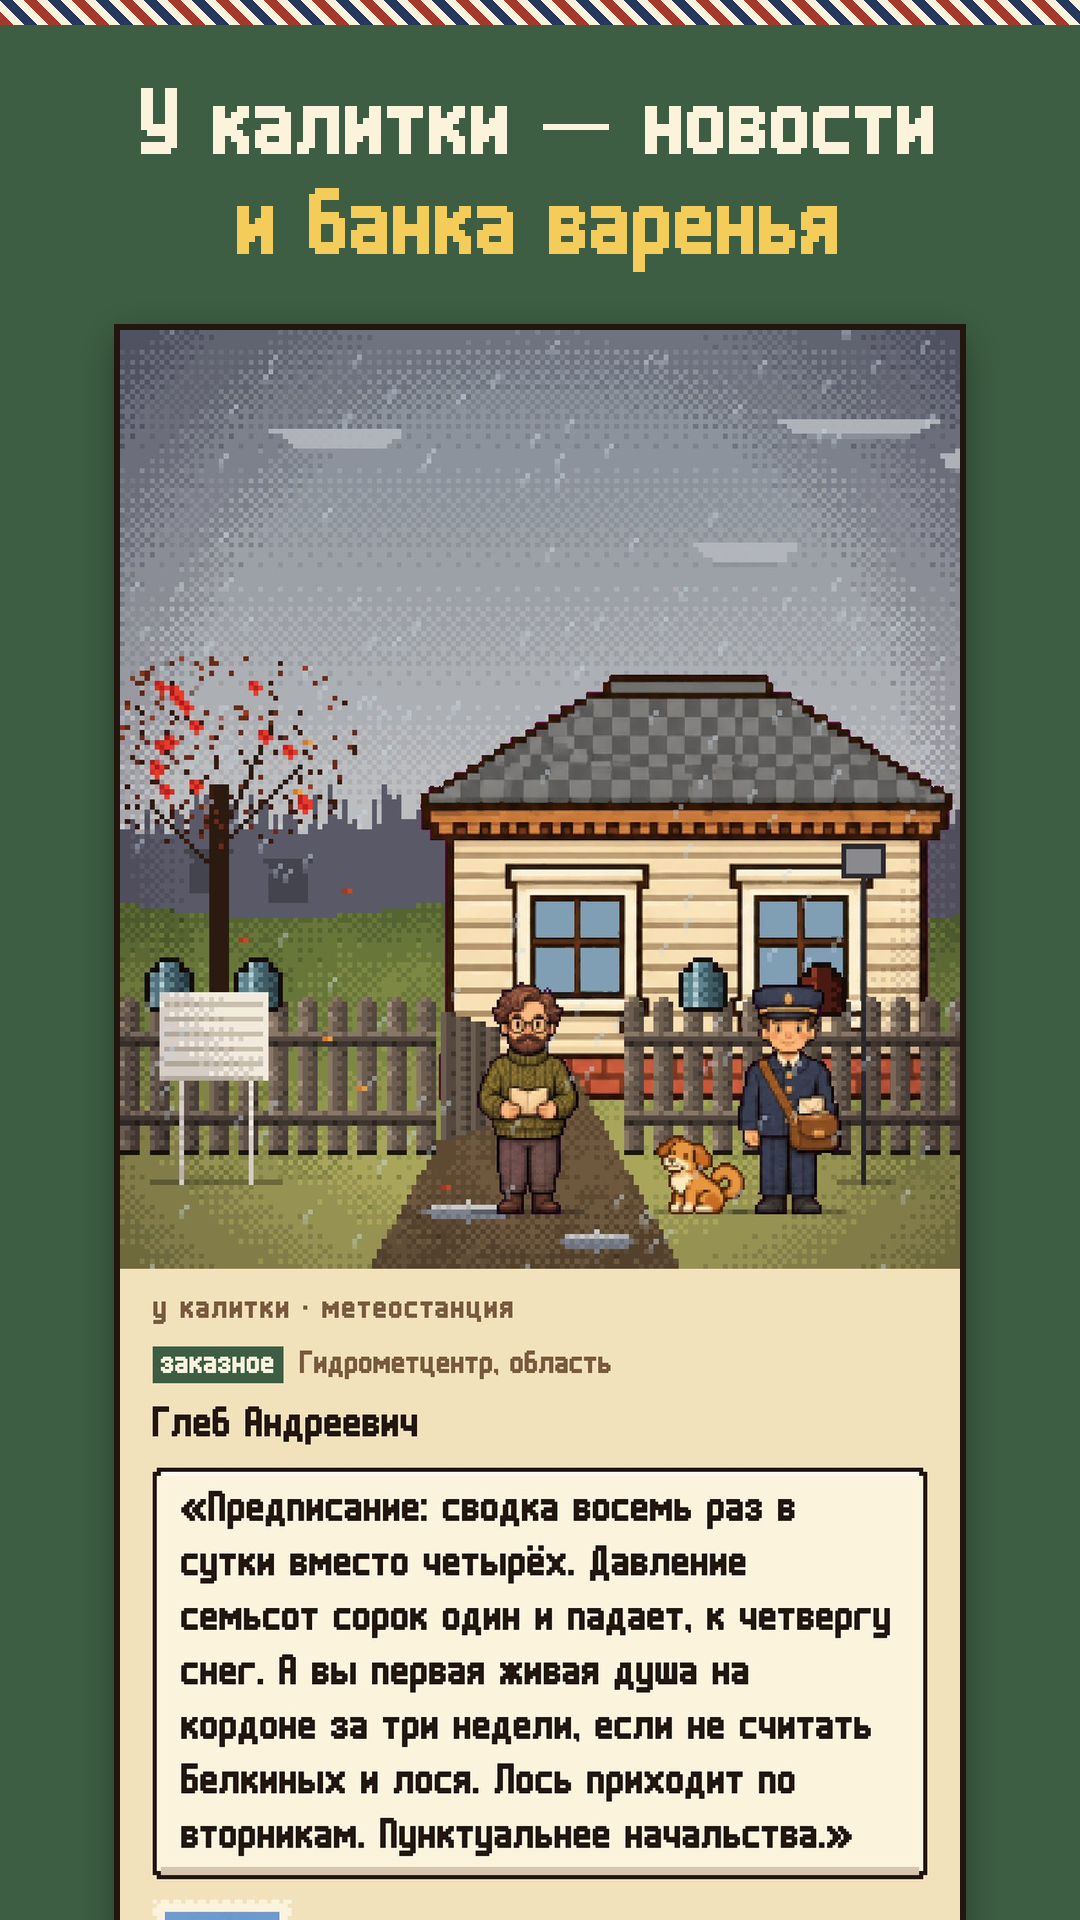 У калитки — новости
и банка варенья
у калитки · метеостанция
заказное Гидрометцентр, область
Глеб Андреевич
«Предписание: сводка восемь раз в
сутки вместо четырёх. Давление
семьсот сорок один и падает, к четвергу
снег. А вы первая живая душа на
кордоне за три недели, если не считать
Белкиных и лося. Лось приходит по
вторникам. Пунктуальнее начальства.»